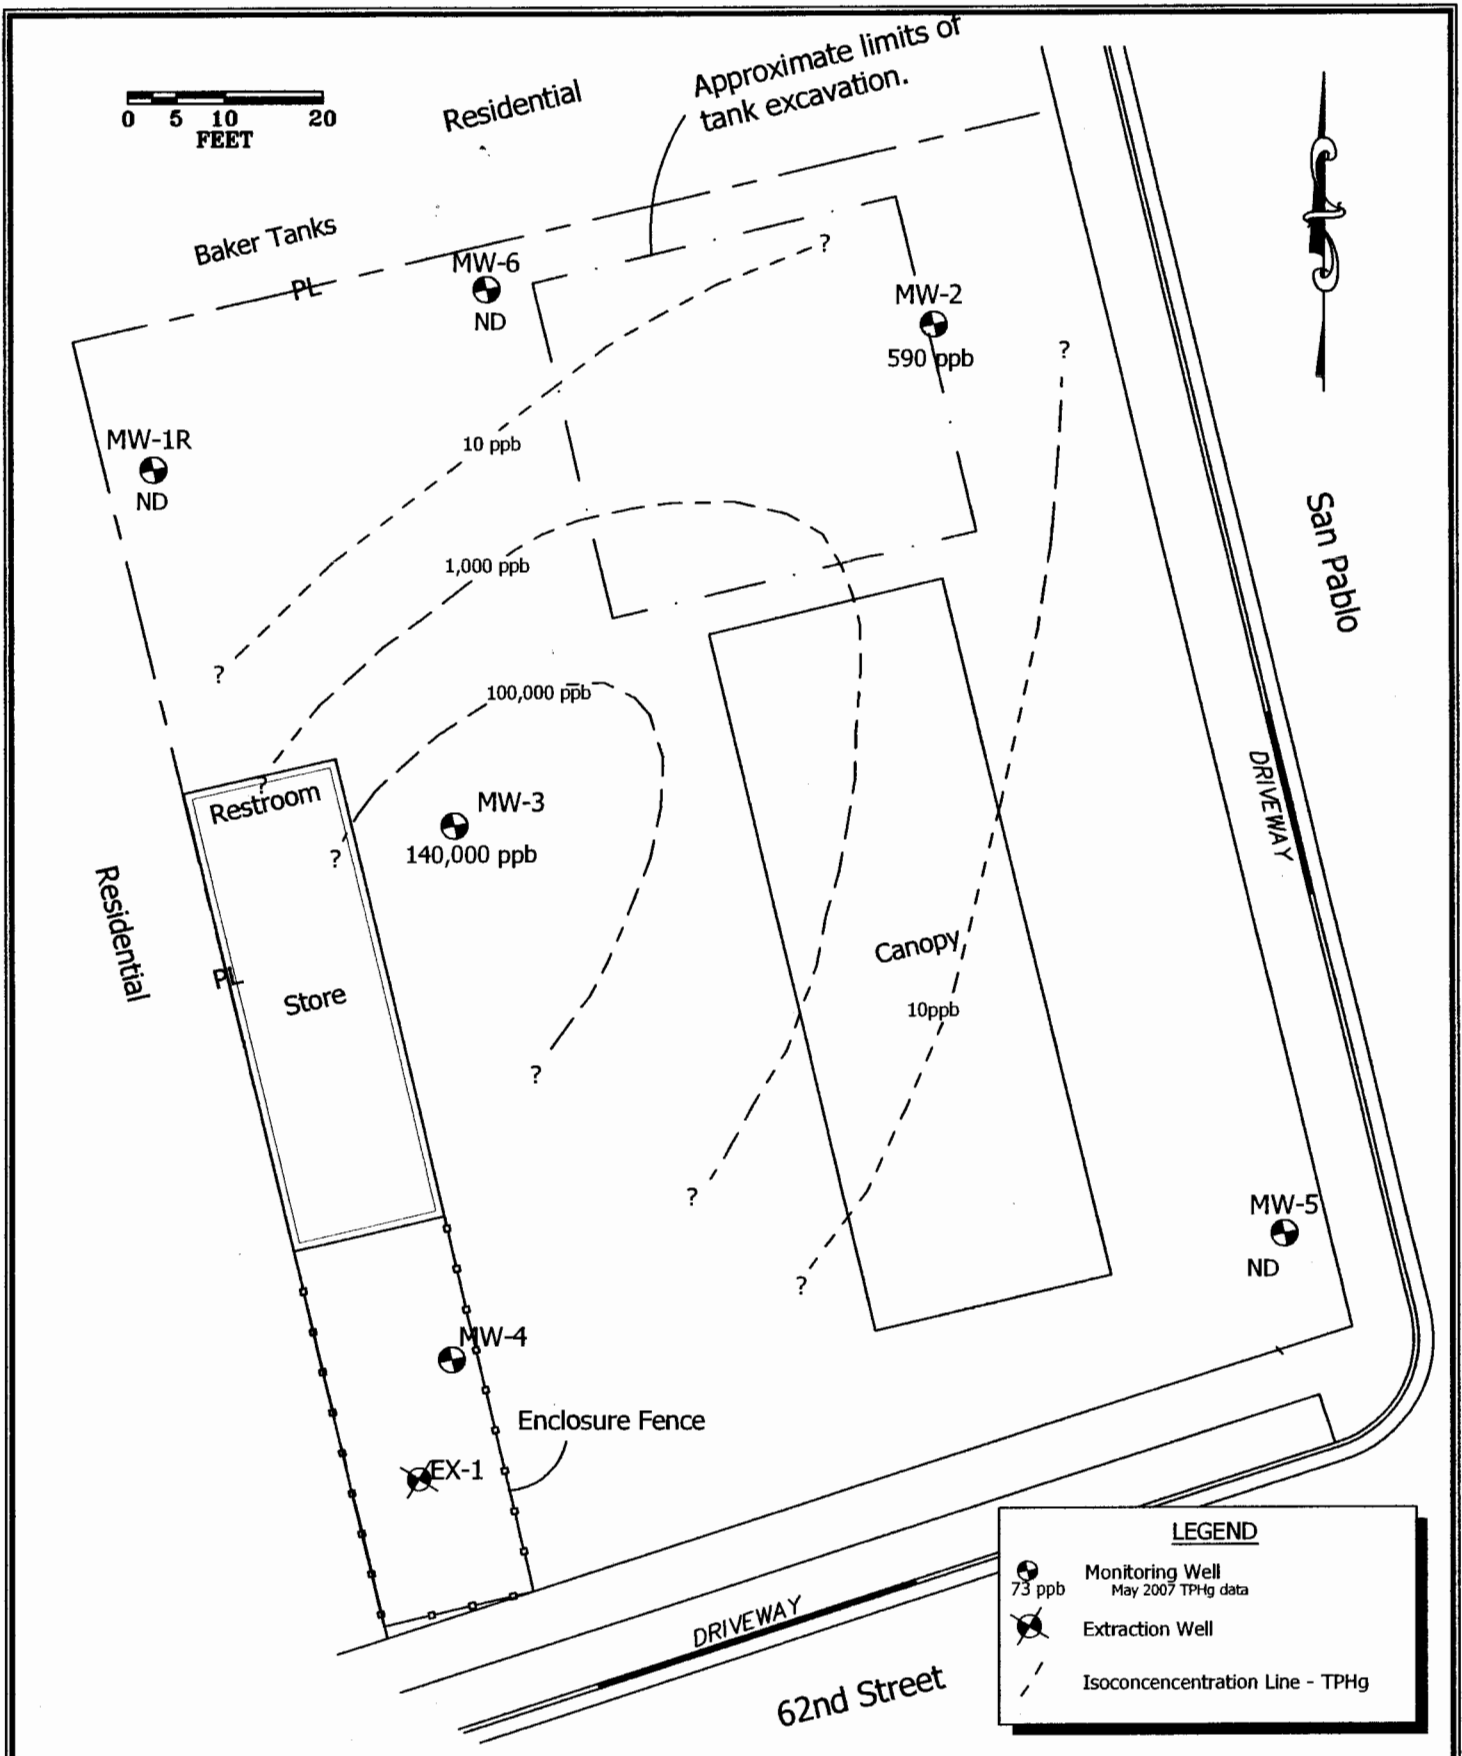 Approximate limits of
tank excavation.
Residential
0 5 10 20
FEET
Baker Tanks
PL
MW-6
ND
?
MW-2
590 ppb
?
MW-1R
ND
10 ppb
San Pablo
1,000 ppb
?
100,000 ppb
DRIVEWAY
?
Restroom
MW-3
140,000 ppb
?
Residential
PL
Store
Canopy
10ppb
?
?
MW-5
ND
?
MW-4
Enclosure Fence
EX-1
LEGEND
Monitoring Well
73 ppb May 2007 TPHg data
Extraction Well
Isoconcencentration Line - TPHg
DRIVEWAY
62nd Street